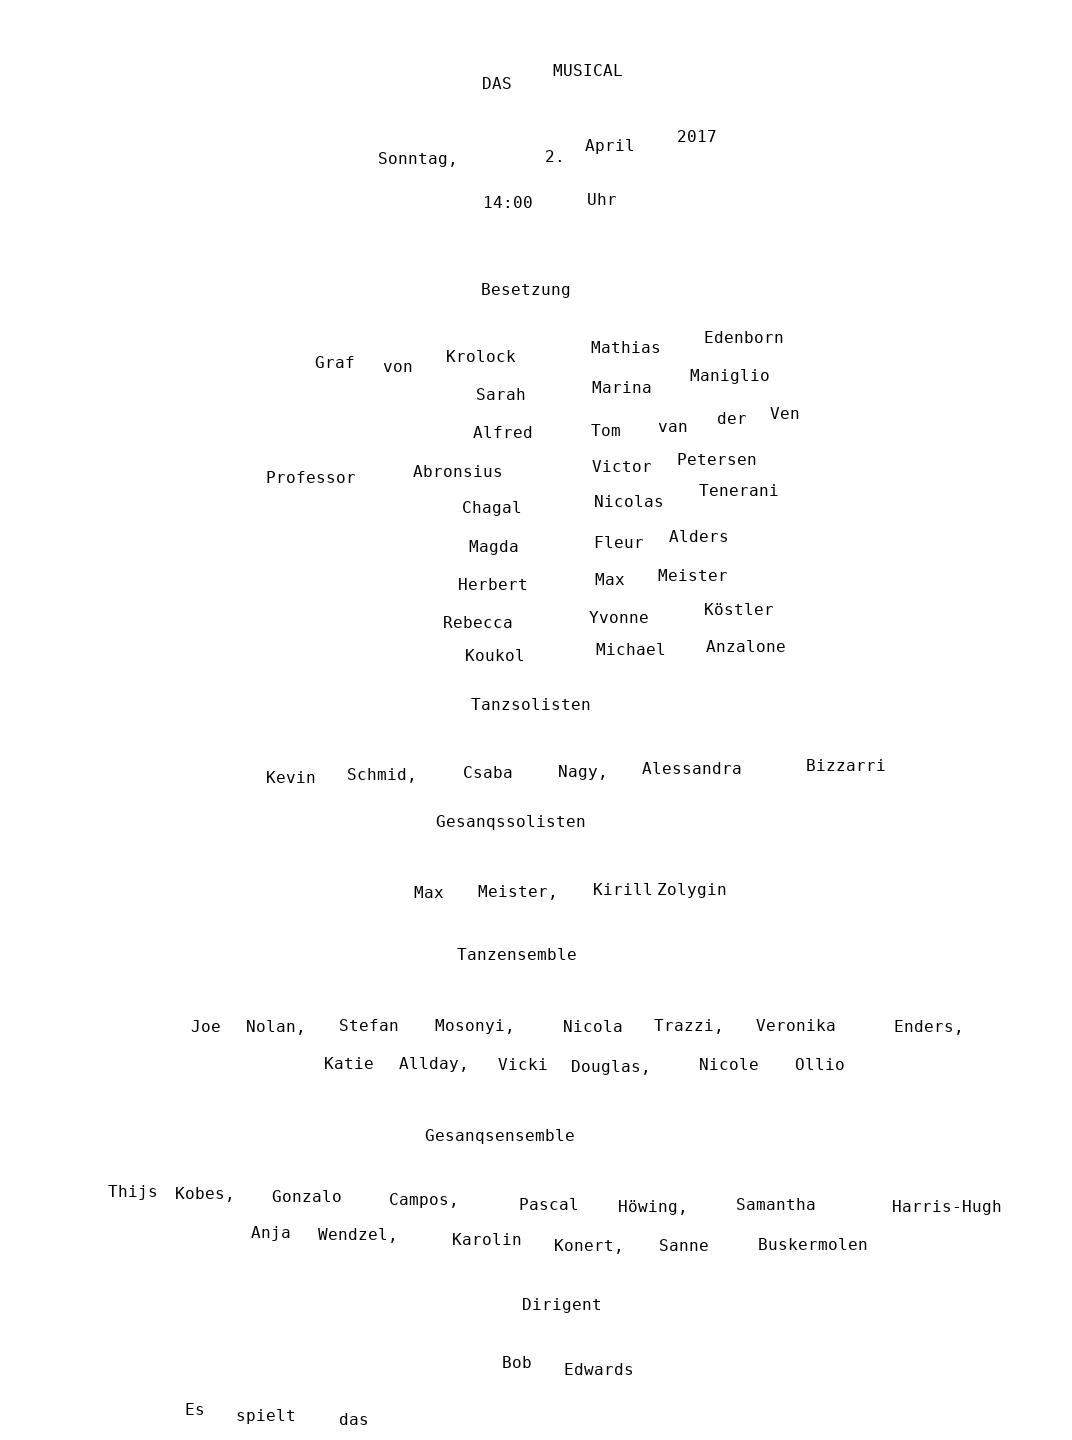 DAS MUSICAL
Sonntag, 2. April 2017
14:00 Uhr
Besetzung
Graf von Krolock Mathias Edenborn
Sarah Marina Maniglio
Alfred Tom van der Ven
Professor Abronsius Victor Petersen
Chagal Nicolas Tenerani
Magda Fleur Alders
Herbert Max Meister
Rebecca Yvonne Köstler
Koukol Michael Anzalone
Tanzsolisten
Kevin Schmid, Csaba Nagy, Alessandra Bizzarri
Gesanqssolisten
Max Meister, Kirill Zolygin
Tanzensemble
Joe Nolan, Stefan Mosonyi, Nicola Trazzi, Veronika Enders,
Katie Allday, Vicki Douglas, Nicole Ollio
Gesanqsensemble
Thijs Kobes, Gonzalo Campos, Pascal Höwing, Samantha Harris-Hugh
Anja Wendzel, Karolin Konert, Sanne Buskermolen
Dirigent
Bob Edwards
Es spielt das